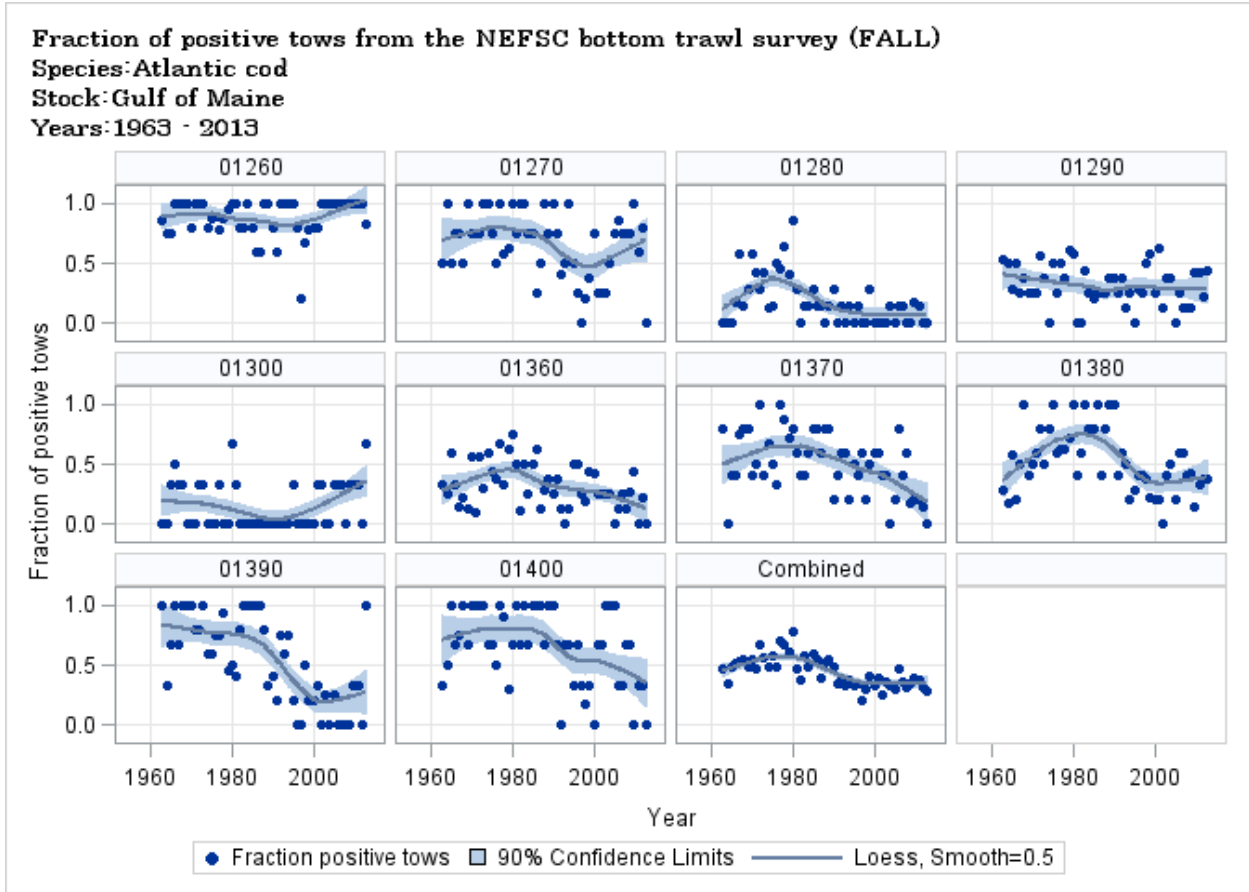 Fraction of positive tows from the NEFSC bottom trawl survey (FALL)
Species:Atlantic cod
Stock:Gulf of Maine
Years:1963 - 2013
01260 01270 01280 01290
1.0
0.5
0.0
01300 01360 01370 01380
1.0
0.5
0.0
Fraction of positive tows
01390 01400 Combined
1.0
0.5
0.0
1960 1980 2000 1960 1980 2000 1960 1980 2000 1960 1980 2000
Year
Fraction positive tows 90% Confidence Limits Loess, Smooth=0.5